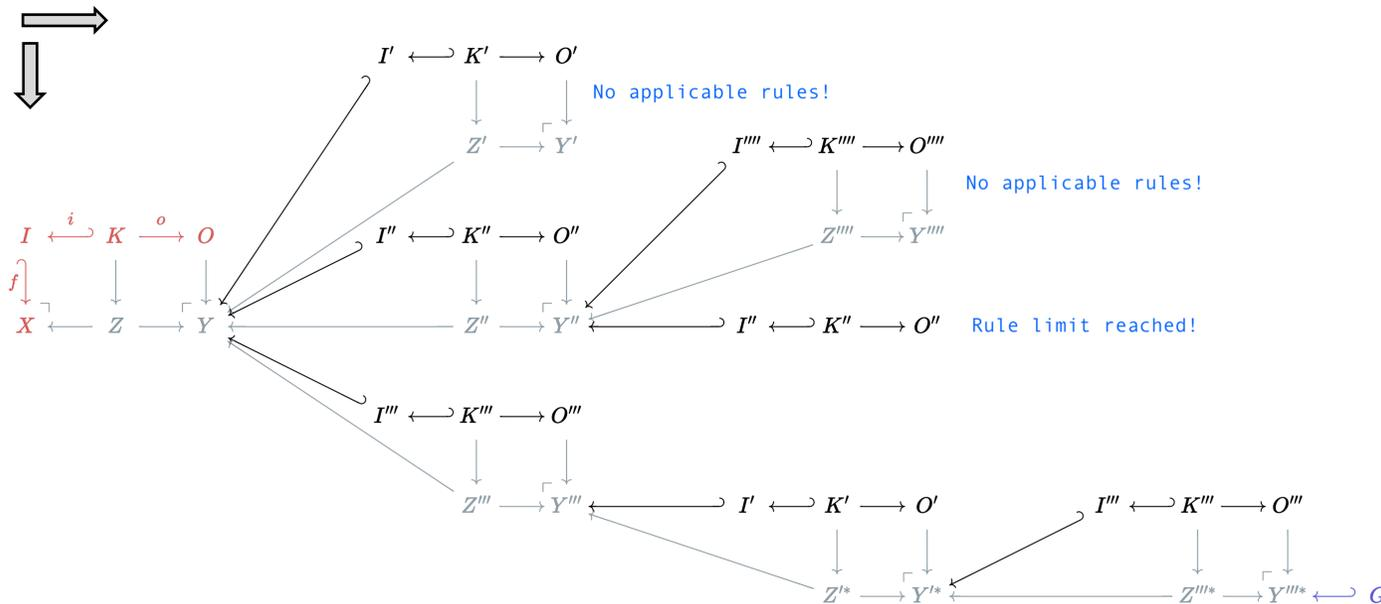 I′ K′ O′
No applicable rules!
Z′ Y′
I″″ K″″ O″″
No applicable rules!
i o
I K O
I″ K″ O″
Z″″ Y″″
f
X Z Y
Z″ Y″
I″ K″ O″
Rule limit reached!
I‴ K‴ O‴
Z‴ Y‴
I′ K′ O′
I‴ K‴ O‴
Z′* Y′*
Z‴* Y‴*
G